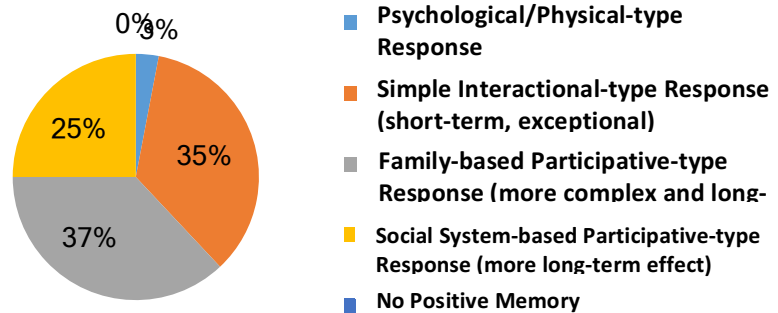 0%
3%
Psychological/Physical-type
Response
Simple Interactional-type Response
(short-term, exceptional)
35%
25%
Family-based Participative-type
Response (more complex and long-
37%
Social System-based Participative-type
Response (more long-term effect)
No Positive Memory